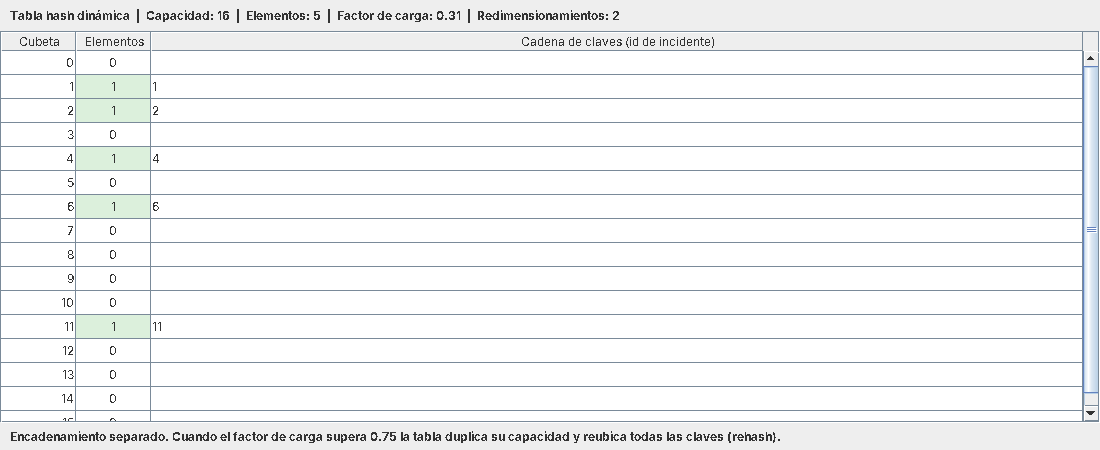 Tabla hash dinámica | Capacidad: 16 | Elementos: 5 | Factor de carga: 0.31 | Redimensionamientos: 2
Cubeta Elementos Cadena de claves (id de incidente)
0 0
1 1 1
2 1 2
3 0
4 1 4
5 0
6 1 6
7 0
8 0
9 0
10 0
11 1 11
12 0
13 0
14 0
Encadenamiento separado. Cuando el factor de carga supera 0.75 la tabla duplica su capacidad y reubica todas las claves (rehash).